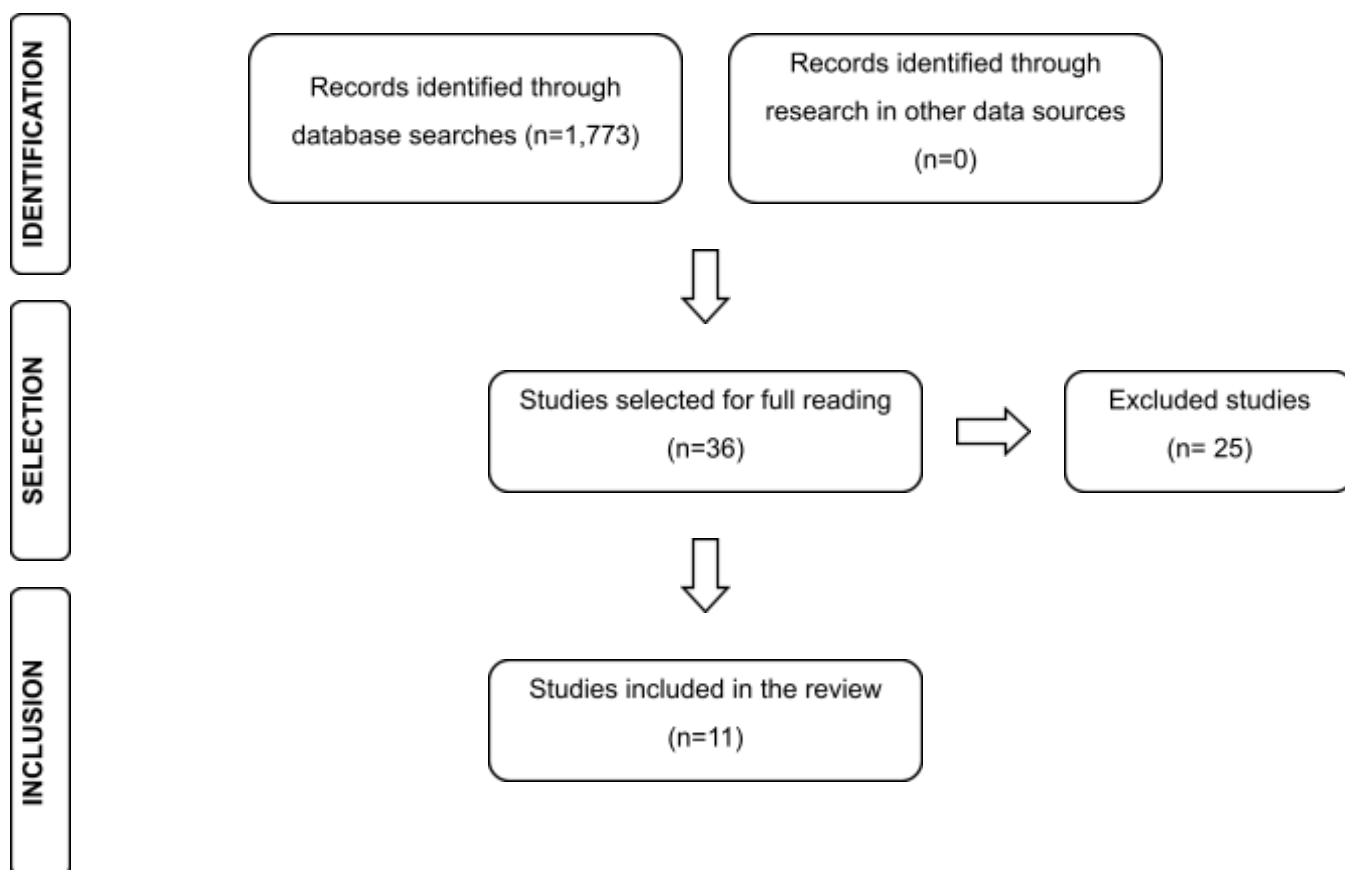 IDENTIFICATION
Records identified through
database searches (n=1,773)
Records identified through
research in other data sources
(n=0)
SELECTION
Studies selected for full reading
(n=36)
Excluded studies
(n= 25)
INCLUSION
Studies included in the review
(n=11)